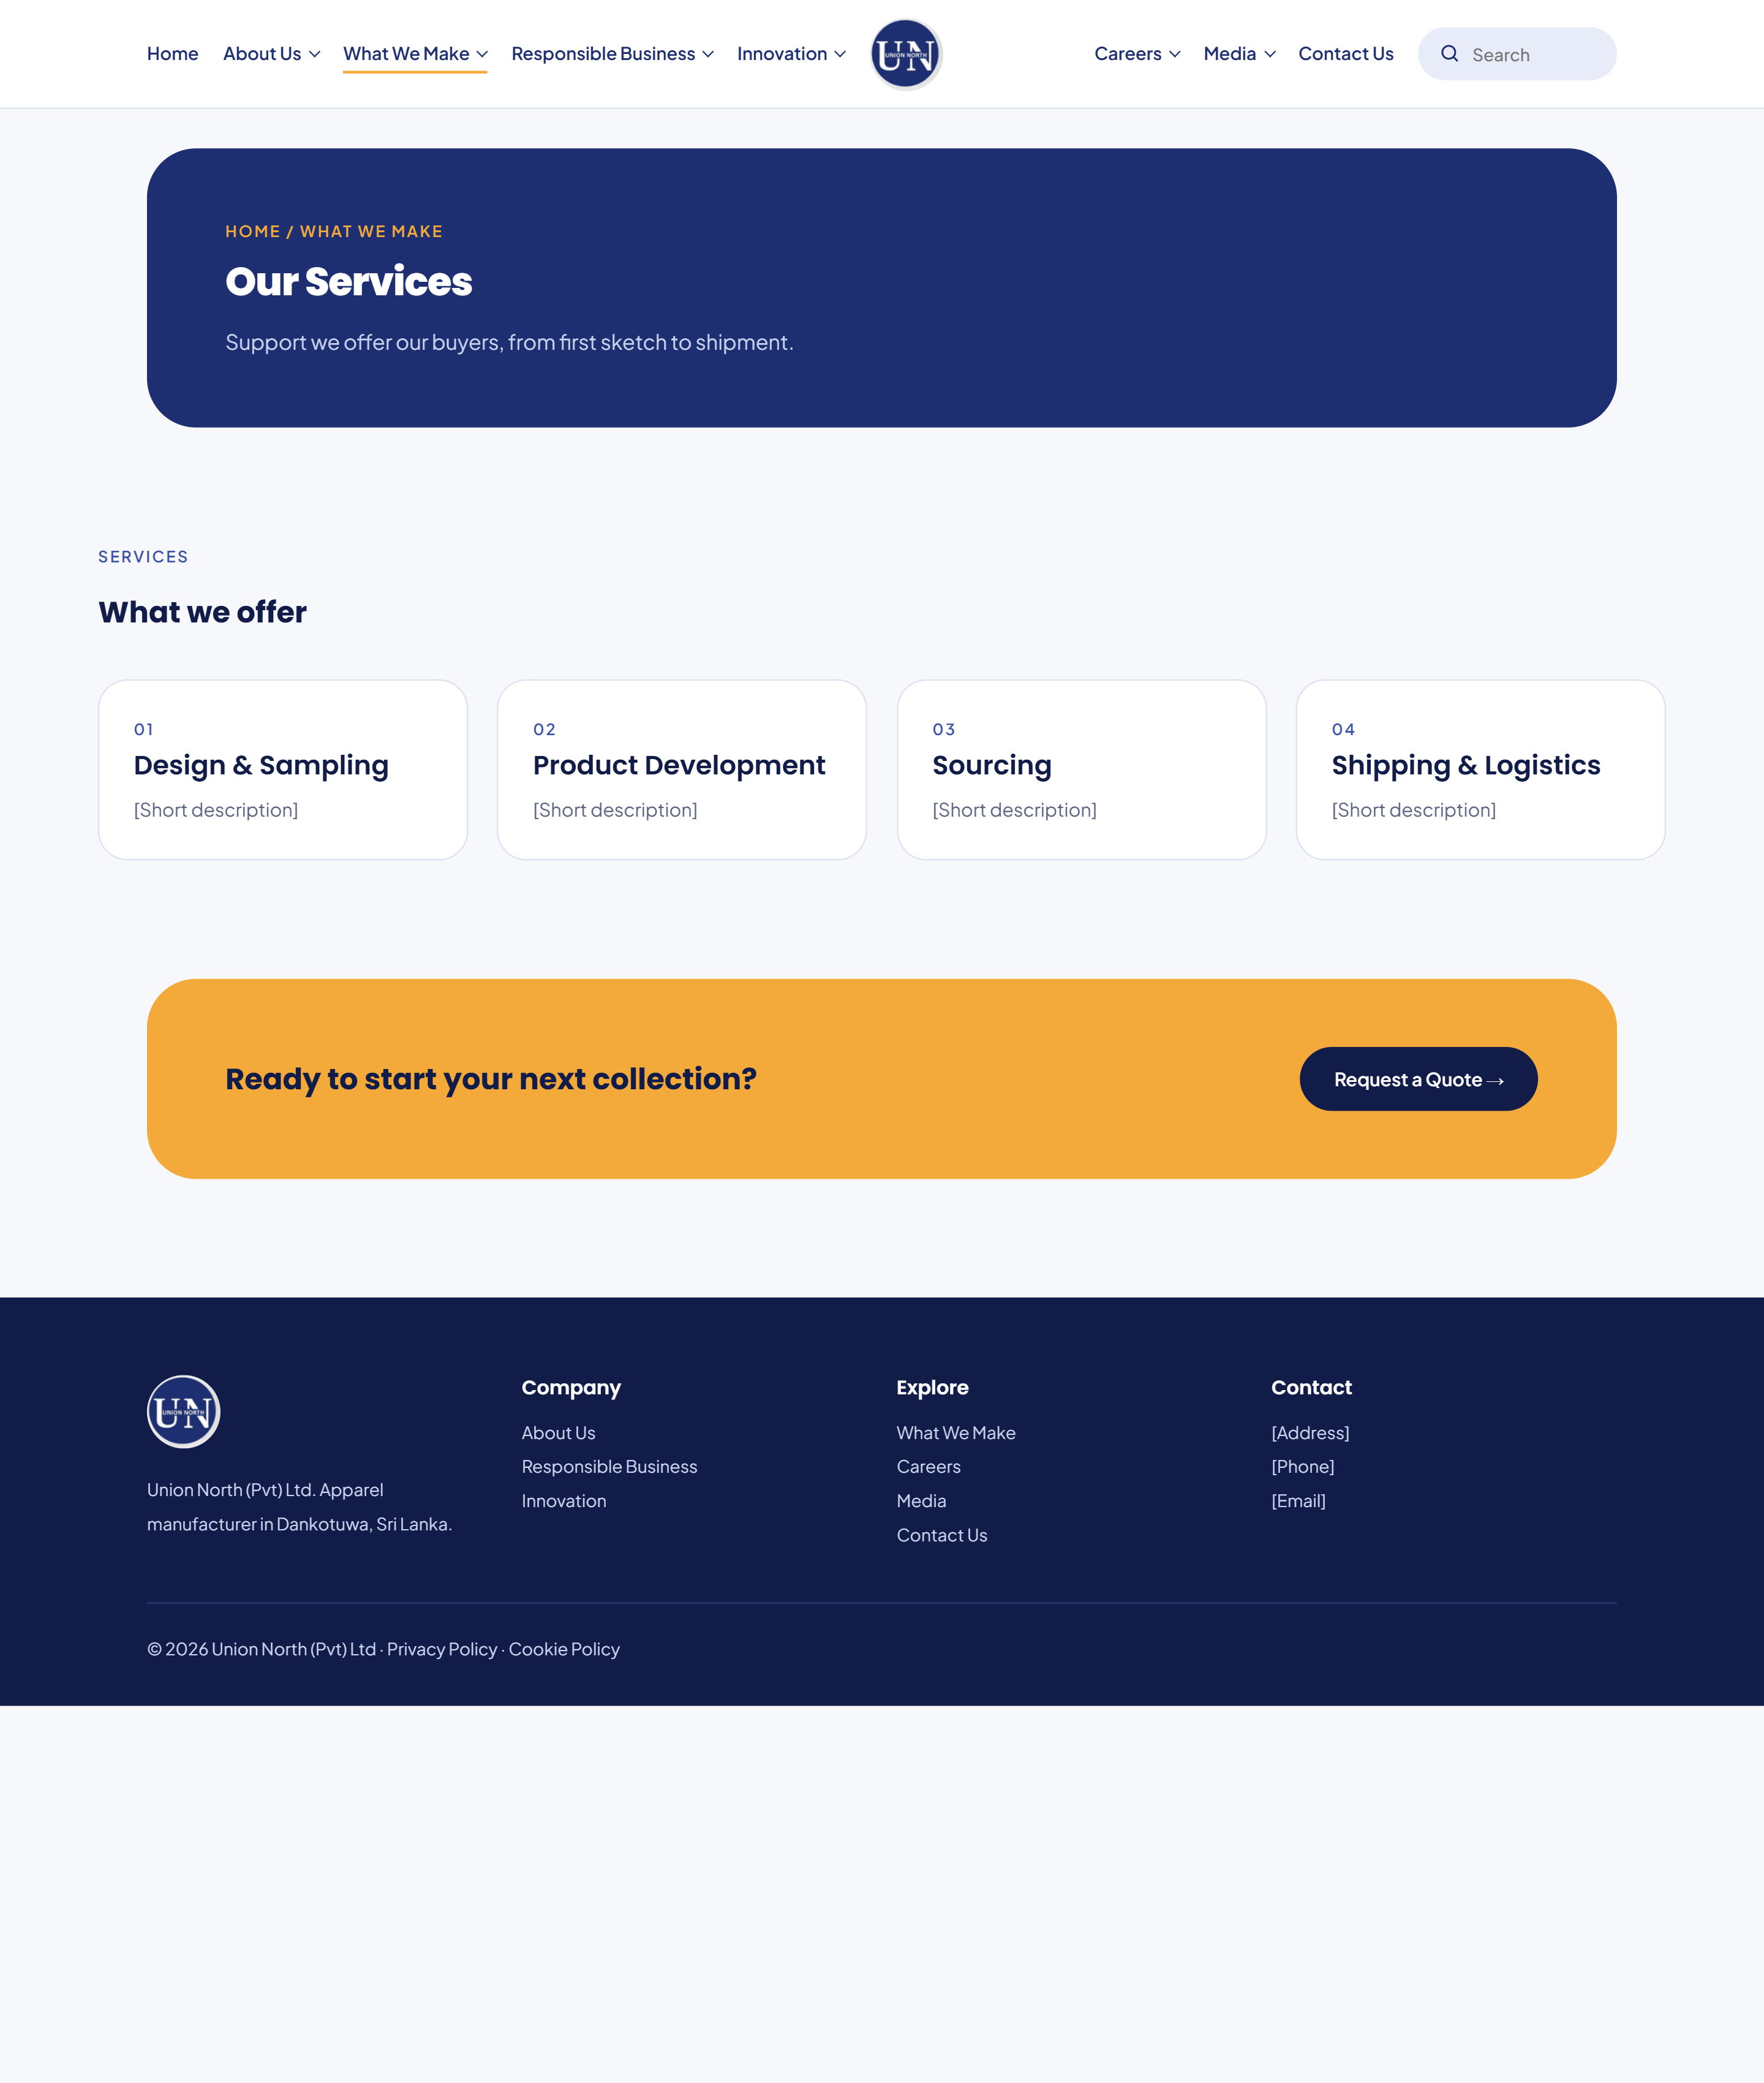 Home About Us What We Make Responsible Business Innovation UN UNION NORTH Careers Media Contact Us Search
HOME / WHAT WE MAKE
Our Services
Support we offer our buyers, from first sketch to shipment.
SERVICES
What we offer
01
Design & Sampling
[Short description]
02
Product Development
[Short description]
03
Sourcing
[Short description]
04
Shipping & Logistics
[Short description]
Ready to start your next collection?
Request a Quote →
UN
UNION NORTH
Union North (Pvt) Ltd. Apparel
manufacturer in Dankotuwa, Sri Lanka.
Company
About Us
Responsible Business
Innovation
Explore
What We Make
Careers
Media
Contact Us
Contact
[Address]
[Phone]
[Email]
© 2026 Union North (Pvt) Ltd · Privacy Policy · Cookie Policy